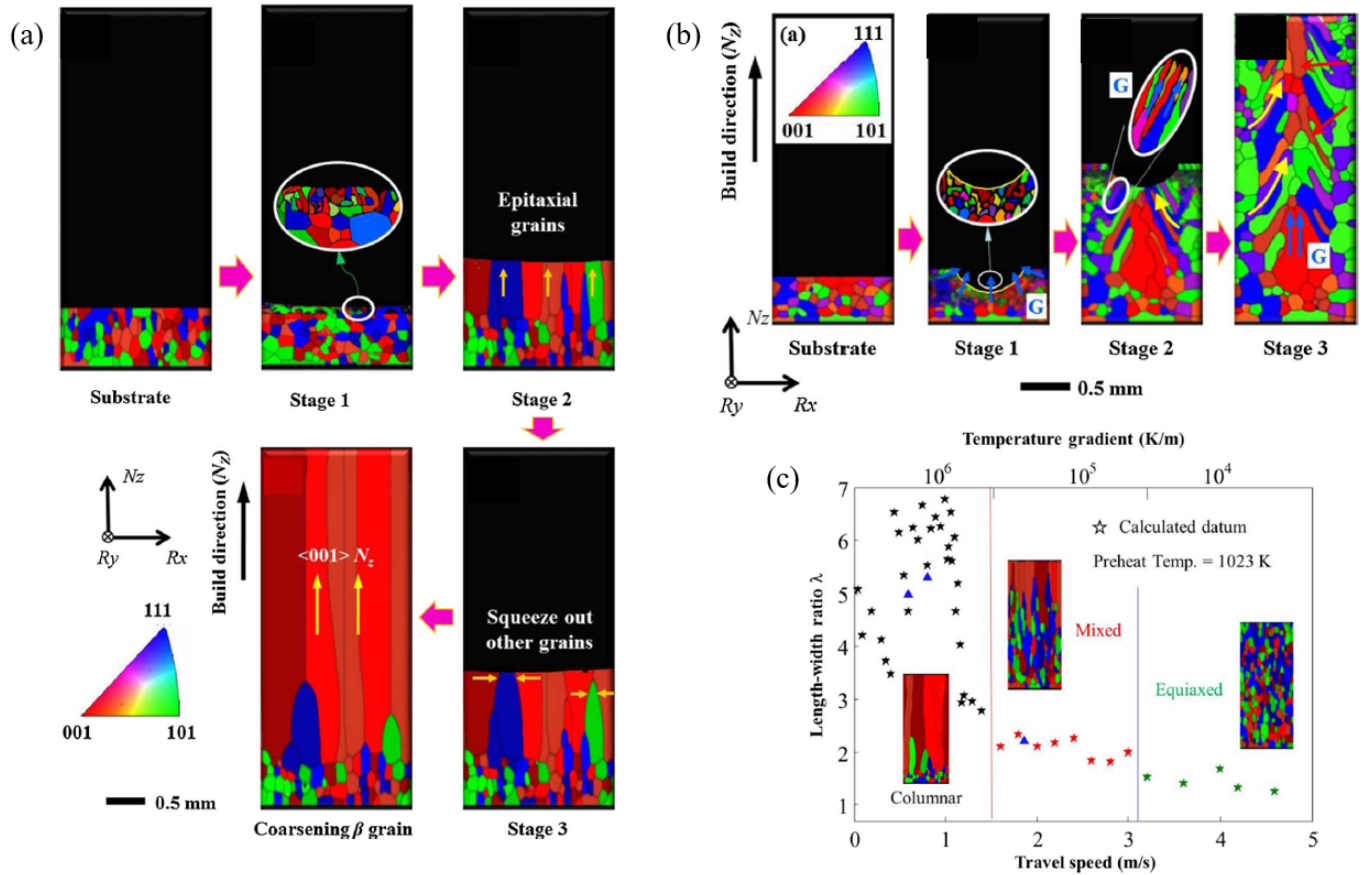 (a)
Substrate
Stage 1
Epitaxial
grains
Stage 2
Nz
Ry
Rx
111
001
101
0.5 mm
Build direction (NZ)
<001> Nz
Coarsening β grain
Squeeze out
other grains
Stage 3
(b)
Build direction (NZ)
(a)
111
001
101
Nz
Ry
Rx
Substrate
G
Stage 1
G
Stage 2
G
Stage 3
0.5 mm
(c)
Temperature gradient (K/m)
10⁶
10⁵
10⁴
Length-width ratio λ
7
6
5
4
3
2
1
Calculated datum
Preheat Temp. = 1023 K
Mixed
Equiaxed
Columnar
0
1
2
3
4
5
Travel speed (m/s)